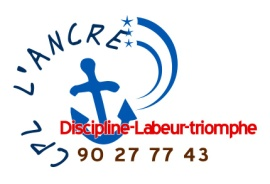 CPL L'ANCRE
Discipline-Labeur-triomphe
90 27 77 43